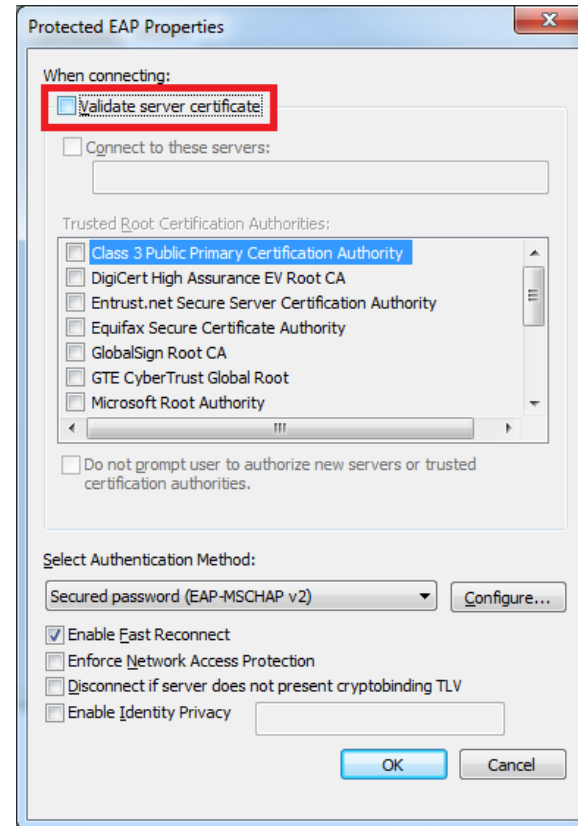 Protected EAP Properties
When connecting:
Validate server certificate
Connect to these servers:
Trusted Root Certification Authorities:
Class 3 Public Primary Certification Authority
DigiCert High Assurance EV Root CA
Entrust.net Secure Server Certification Authority
Equifax Secure Certificate Authority
GlobalSign Root CA
GTE CyberTrust Global Root
Microsoft Root Authority
Do not prompt user to authorize new servers or trusted
certification authorities.
Select Authentication Method:
Secured password (EAP-MSCHAP v2) Configure...
Enable Fast Reconnect
Enforce Network Access Protection
Disconnect if server does not present cryptobinding TLV
Enable Identity Privacy
OK Cancel